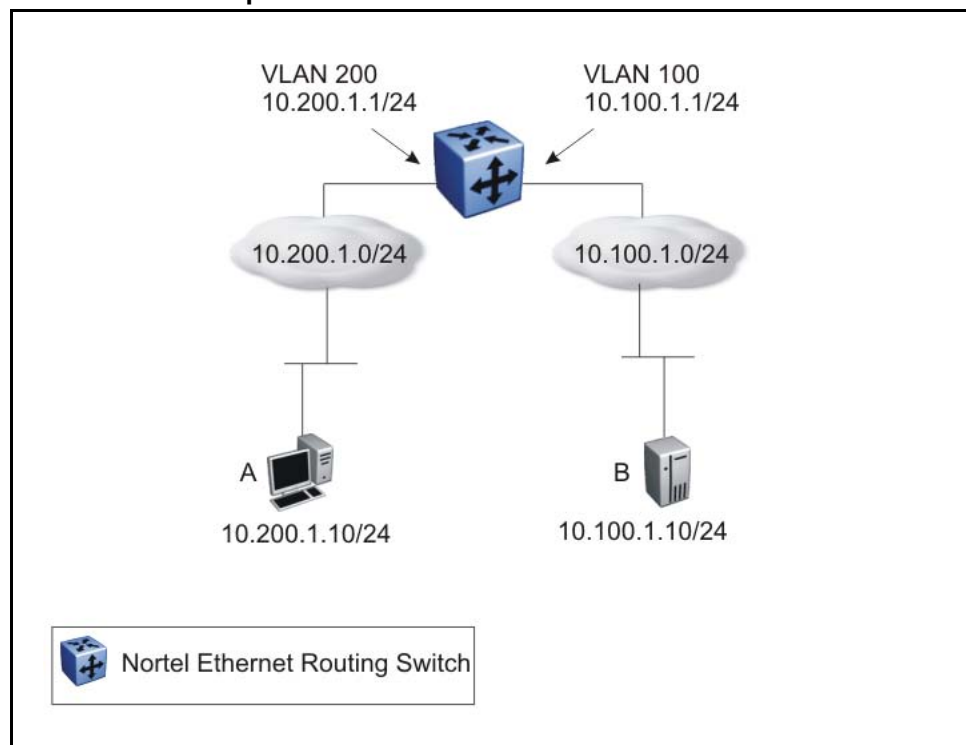 VLAN 200
10.200.1.1/24
VLAN 100
10.100.1.1/24
10.200.1.0/24
10.100.1.0/24
A
B
10.200.1.10/24
10.100.1.10/24
Nortel Ethernet Routing Switch